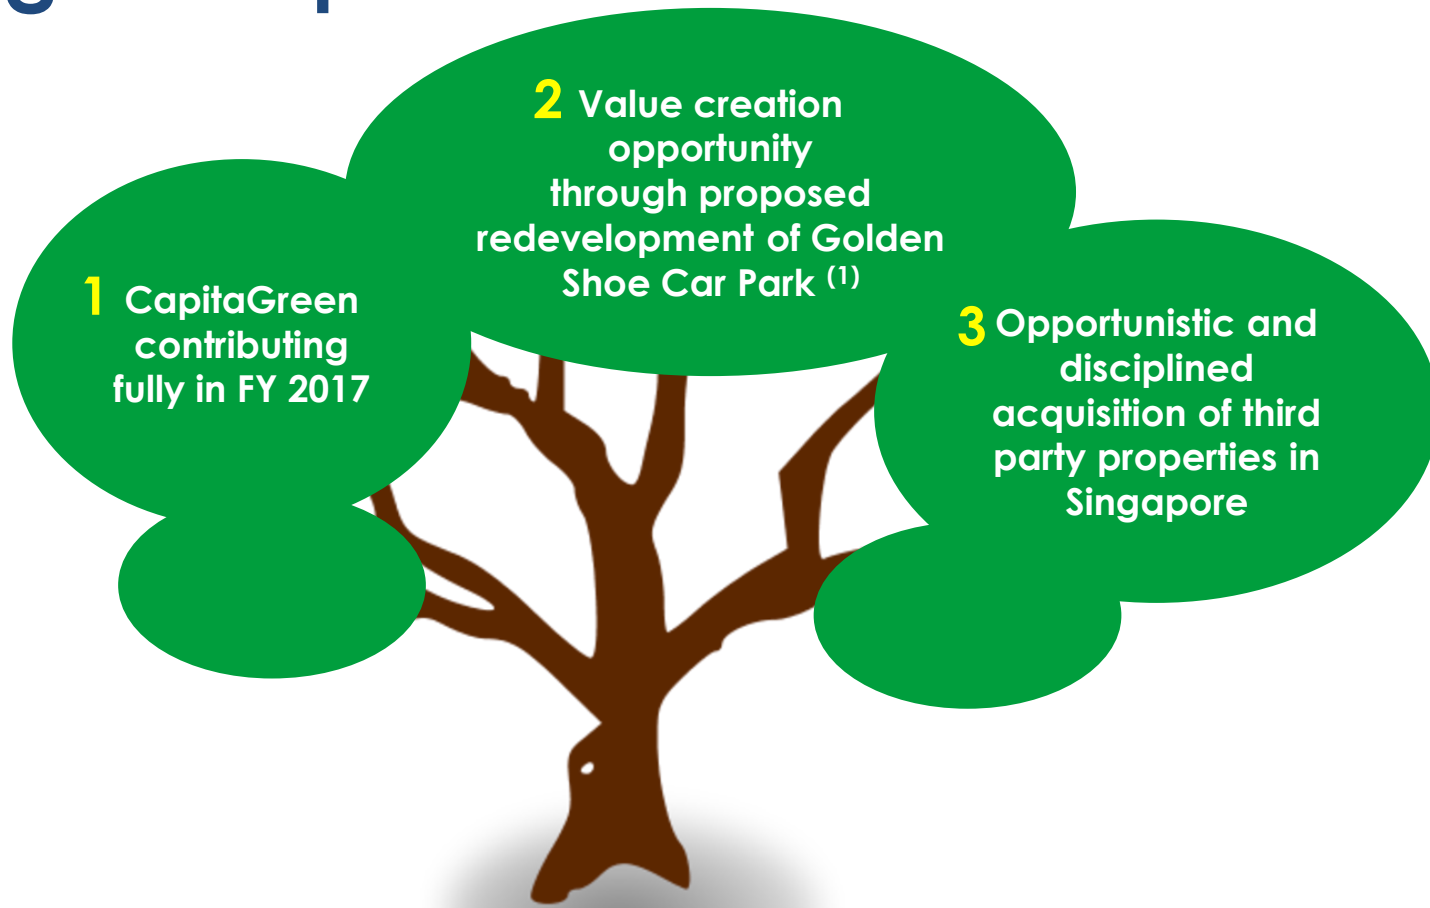 1 CapitaGreen
contributing
fully in FY 2017
2 Value creation
opportunity
through proposed
redevelopment of Golden
Shoe Car Park (1)
3 Opportunistic and
disciplined
acquisition of third
party properties in
Singapore